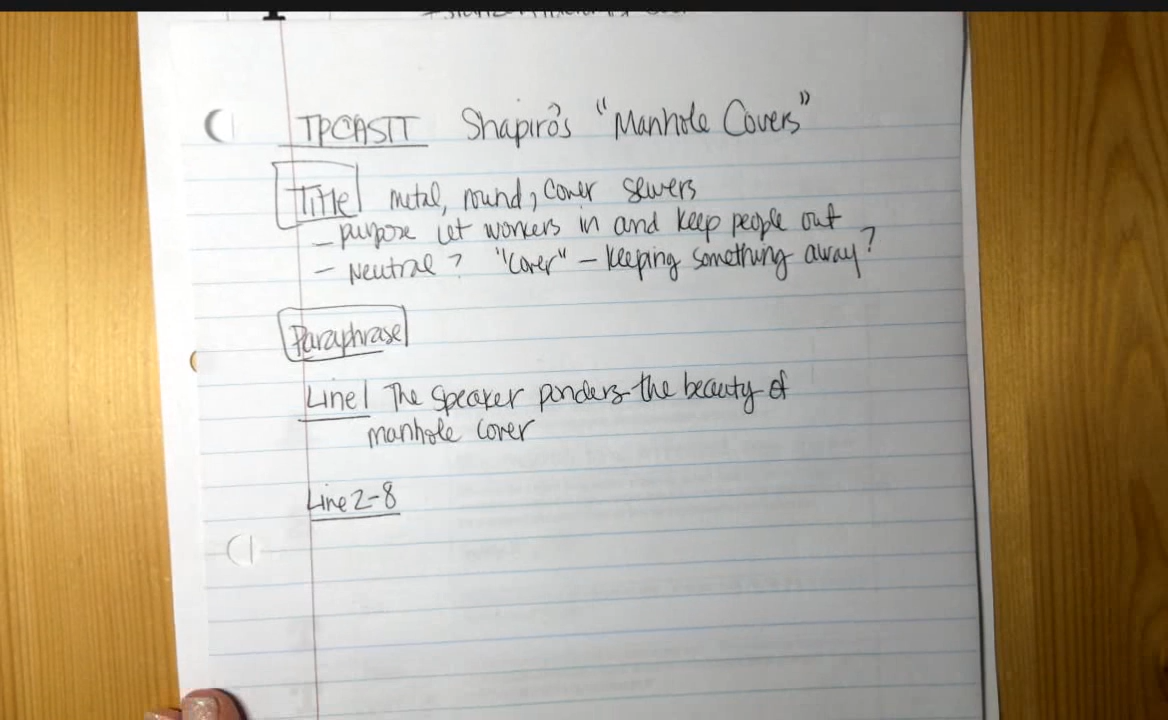 TPCASTT Shapiro's "Manhole Covers"
Title metal, round, cover sewers
- purpose let workers in and keep people out
- Neutral? "Cover" - keeping something away?
Paraphrase
Line 1 The speaker ponders the beauty of
manhole cover
Line 2-8